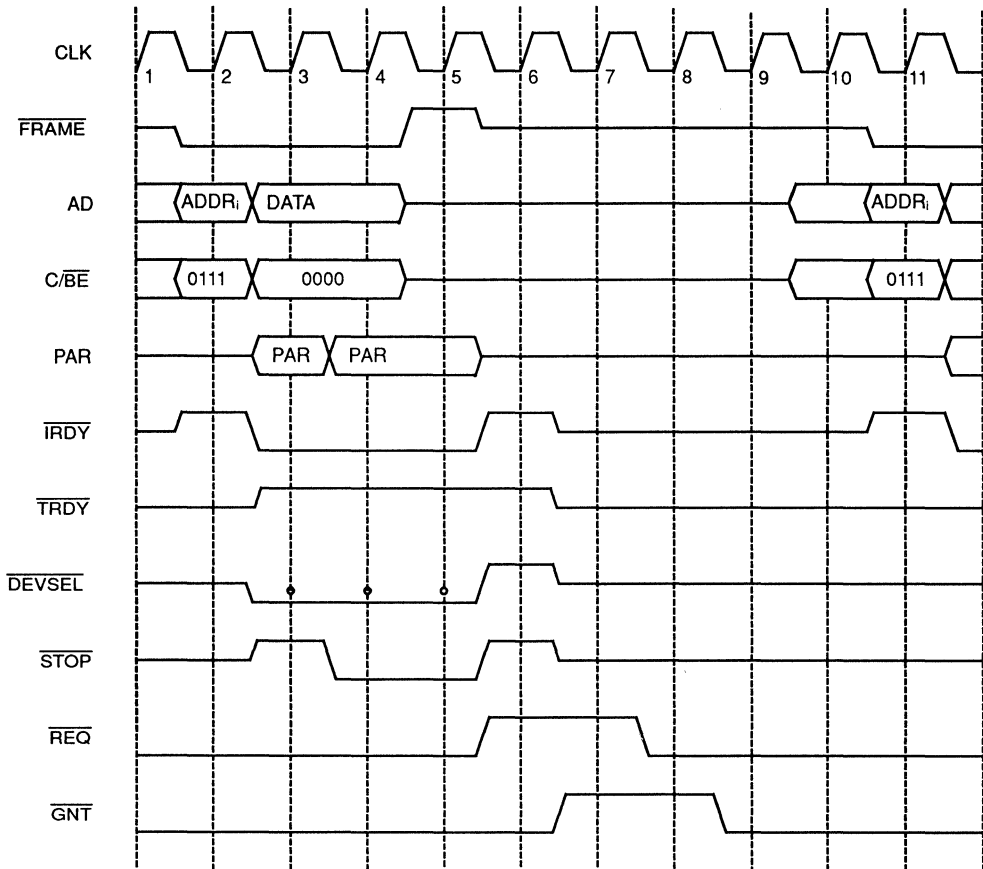 CLK
1 2 3 4 5 6 7 8 9 10 11
FRAME
AD ADDRi DATA ADDRi
C/BE 0111 0000 0111
PAR PAR PAR
IRDY
TRDY
DEVSEL
STOP
REQ
GNT